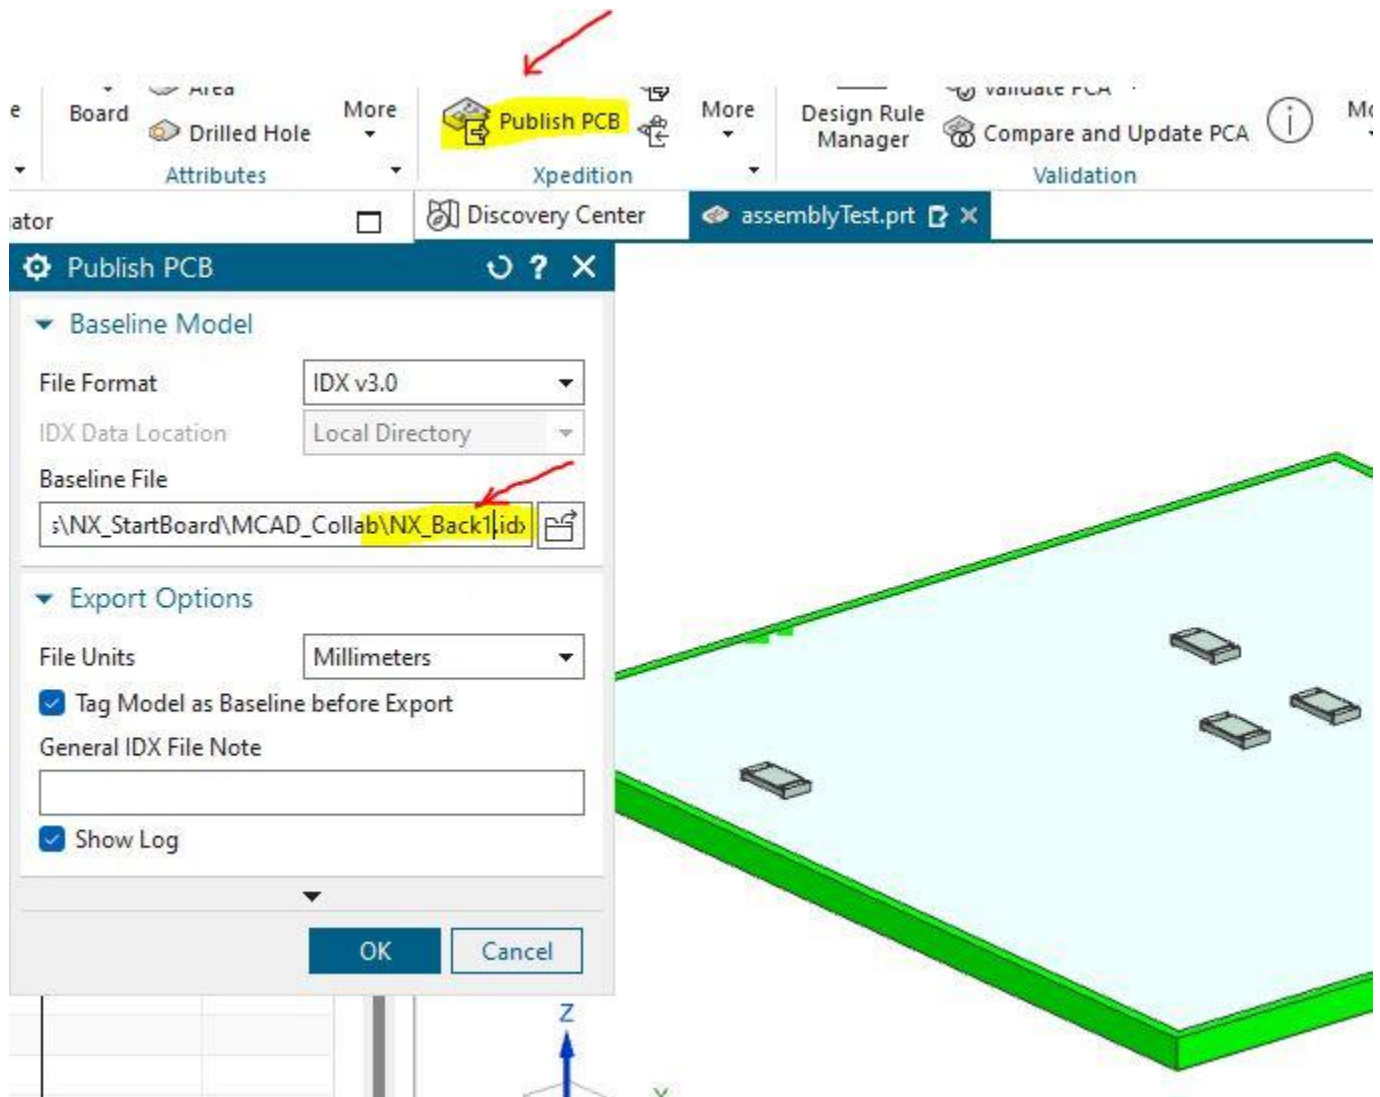 Board
Drilled Hole
More
Attributes
Publish PCB
More
Xpedition
Design Rule
Manager
Validate PCA
Compare and Update PCA
Validation
Discovery Center
assemblyTest.prt
Publish PCB
Baseline Model
File Format
IDX v3.0
IDX Data Location
Local Directory
Baseline File
\NX_StartBoard\MCAD_Collab\NX_Back1.idx
Export Options
File Units
Millimeters
Tag Model as Baseline before Export
General IDX File Note
Show Log
OK
Cancel
Z